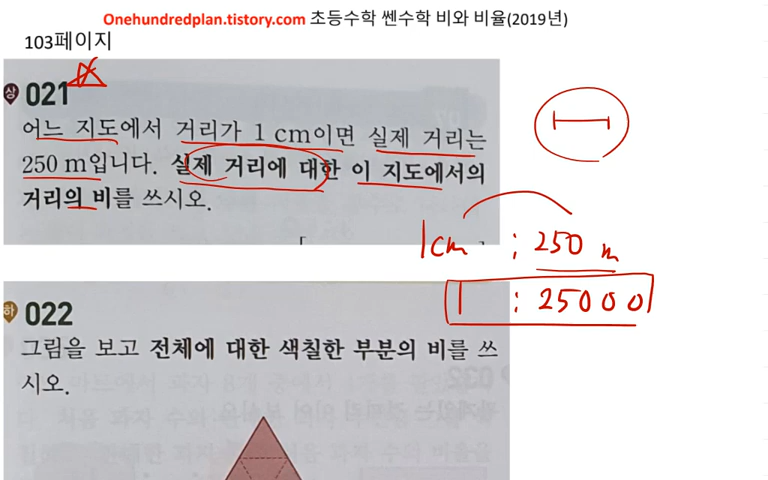 Onehundredplan.tistory.com 초등수학 쎈수학 비와 비율(2019년)
103페이지
상 021
어느 지도에서 거리가 1 cm이면 실제 거리는
250 m입니다. 실제 거리에 대한 이 지도에서의
거리의 비를 쓰시오.
1cm : 250 m
1 : 25000
하 022
그림을 보고 전체에 대한 색칠한 부분의 비를 쓰
시오.